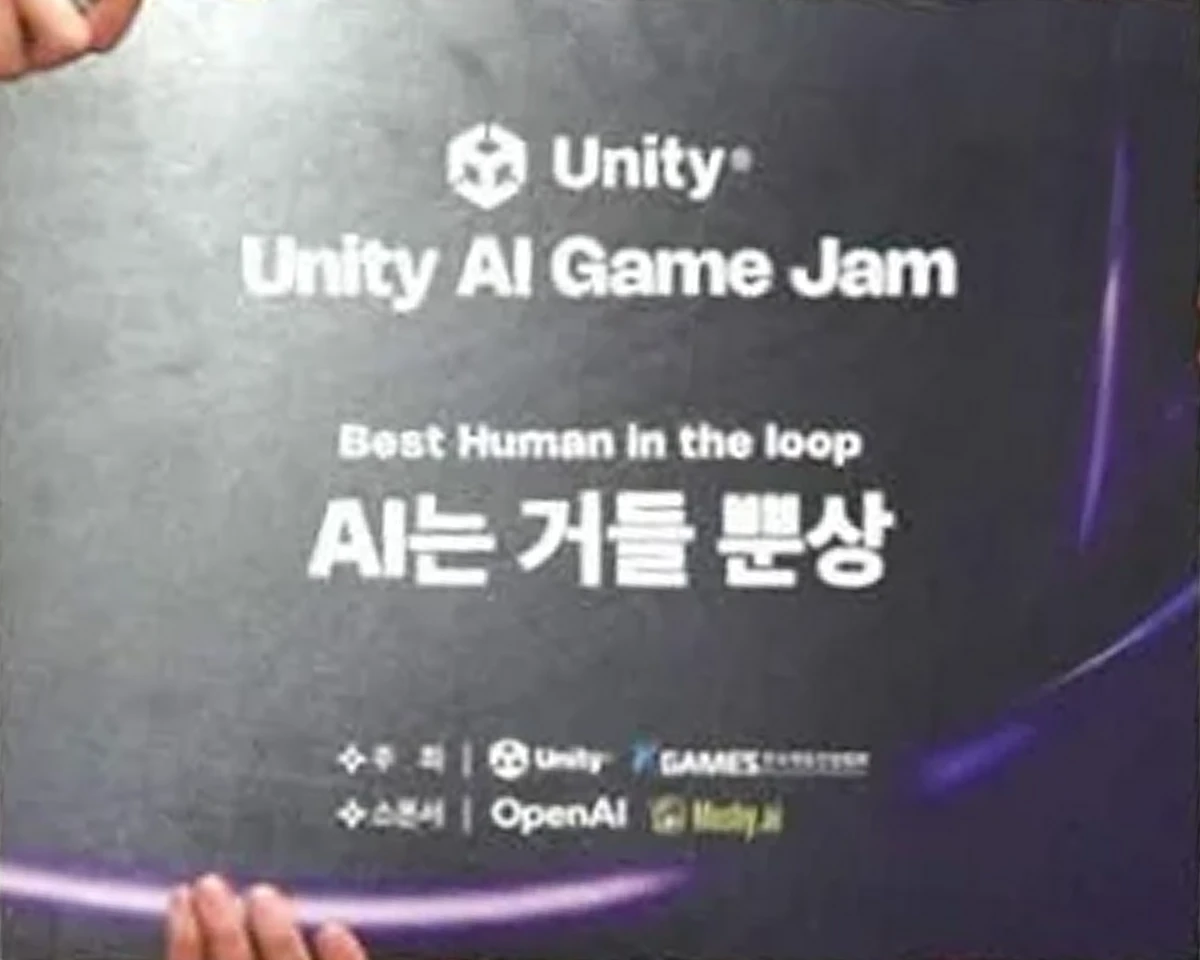 Unity®
Unity AI Game Jam
Best Human in the loop
AI는 거들 뿐상
주 최 | Unity GAMES
스폰서 | OpenAI